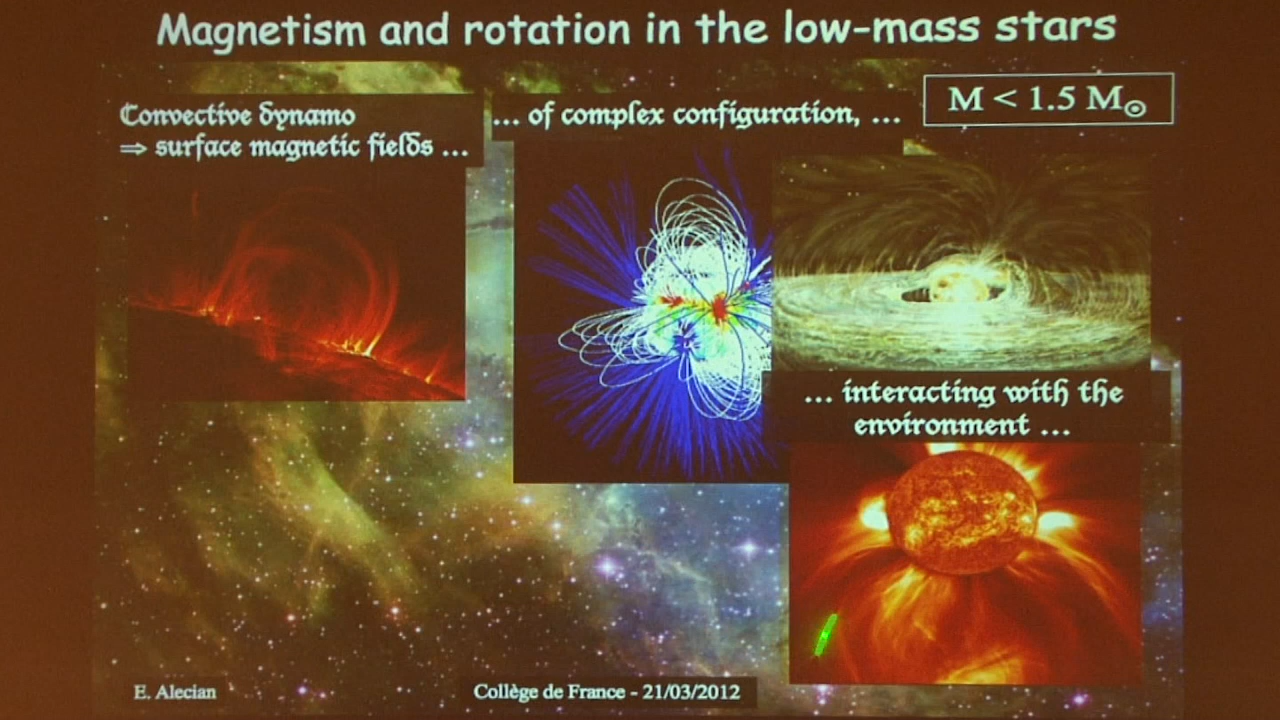 Magnetism and rotation in the low-mass stars
Convective dynamo
⇒ surface magnetic fields ...
... of complex configuration, ...
M < 1.5 M⊙
... interacting with the
environment ...
E. Alecian
Collège de France - 21/03/2012